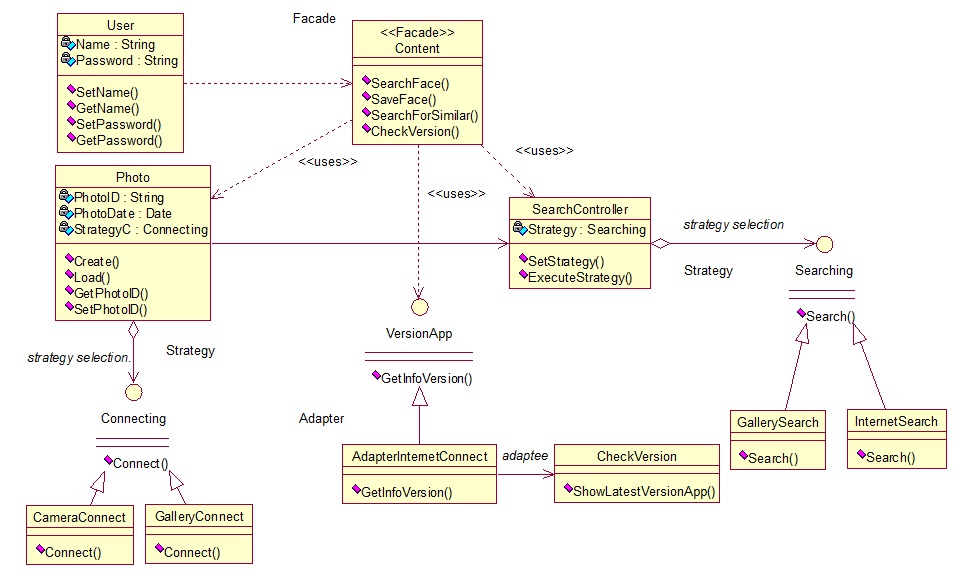 User
Name : String
Password : String
SetName()
GetName()
SetPassword()
GetPassword()
Facade
<<Facade>>
Content
SearchFace()
SaveFace()
SearchForSimilar()
CheckVersion()
<<uses>>
<<uses>>
<<uses>>
Photo
PhotoID : String
PhotoDate : Date
StrategyC : Connecting
Create()
Load()
GetPhotoID()
SetPhotoID()
SearchController
Strategy : Searching
SetStrategy()
ExecuteStrategy()
strategy selection
Strategy
Searching
Search()
VersionApp
GetInfoVersion()
strategy selection.
Strategy
Connecting
Connect()
Adapter
AdapterInternetConnect
GetInfoVersion()
adaptee
CheckVersion
ShowLatestVersionApp()
GallerySearch
Search()
InternetSearch
Search()
CameraConnect
Connect()
GalleryConnect
Connect()